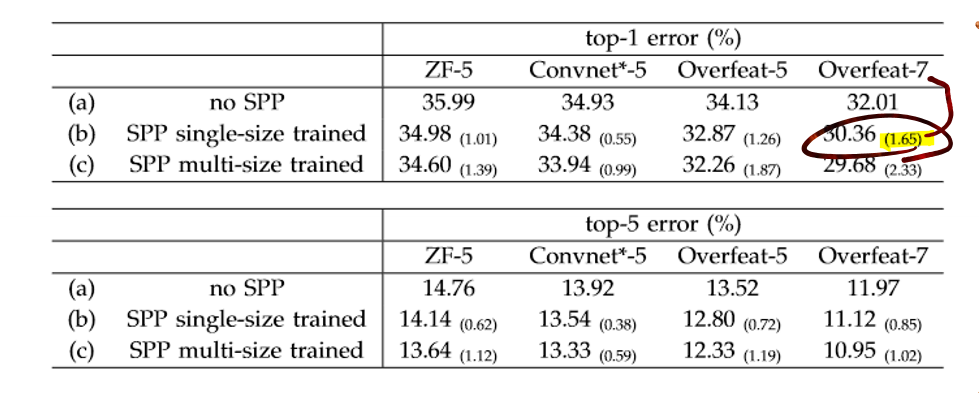 top-1 error (%)
ZF-5 Convnet*-5 Overfeat-5 Overfeat-7
(a) no SPP 35.99 34.93 34.13 32.01
(b) SPP single-size trained 34.98 (1.01) 34.38 (0.55) 32.87 (1.26) 30.36 (1.65)
(c) SPP multi-size trained 34.60 (1.39) 33.94 (0.99) 32.26 (1.87) 29.68 (2.33)
top-5 error (%)
ZF-5 Convnet*-5 Overfeat-5 Overfeat-7
(a) no SPP 14.76 13.92 13.52 11.97
(b) SPP single-size trained 14.14 (0.62) 13.54 (0.38) 12.80 (0.72) 11.12 (0.85)
(c) SPP multi-size trained 13.64 (1.12) 13.33 (0.59) 12.33 (1.19) 10.95 (1.02)